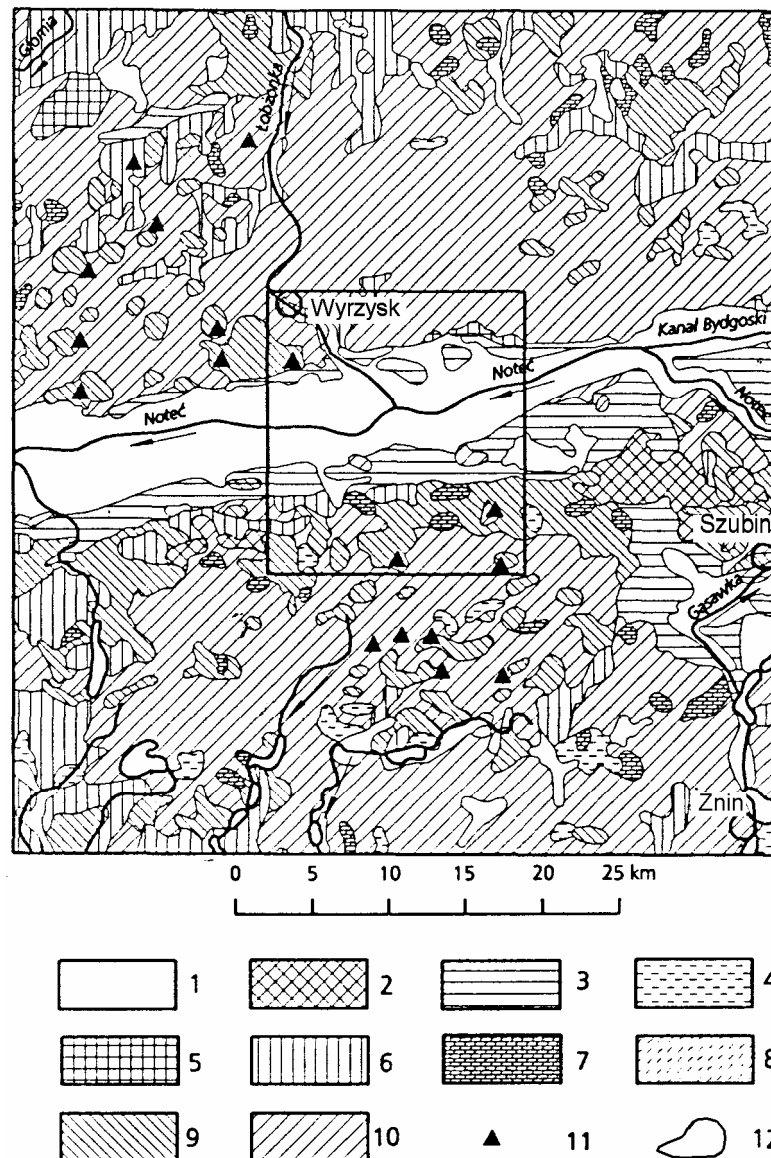 Głomia
Łobżonka
Wyrzysk
Kanał Bydgoski
Noteć
Noteć
Noteć
Szubin
Gąsawka
Żnin
0 5 10 15 20 25 km
1 2 3 4
5 6 7 8
9 10 11 12